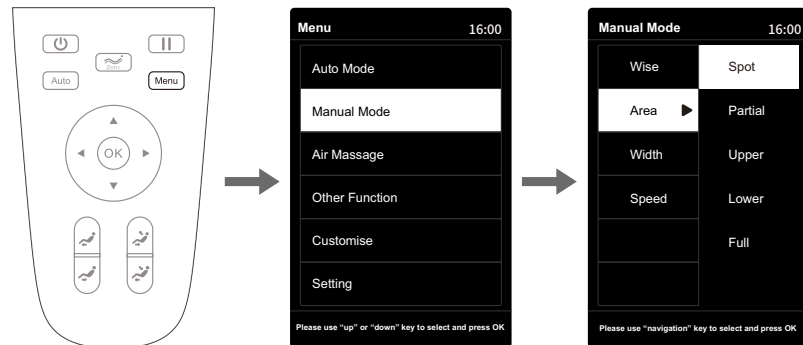 Zero
Auto
Menu
OK
Menu 16:00
Auto Mode
Manual Mode
Air Massage
Other Function
Customise
Setting
Please use “up” or “down” key to select and press OK
Manual Mode 16:00
Wise
Area
Width
Speed
Spot
Partial
Upper
Lower
Full
Please use “navigation” key to select and press OK